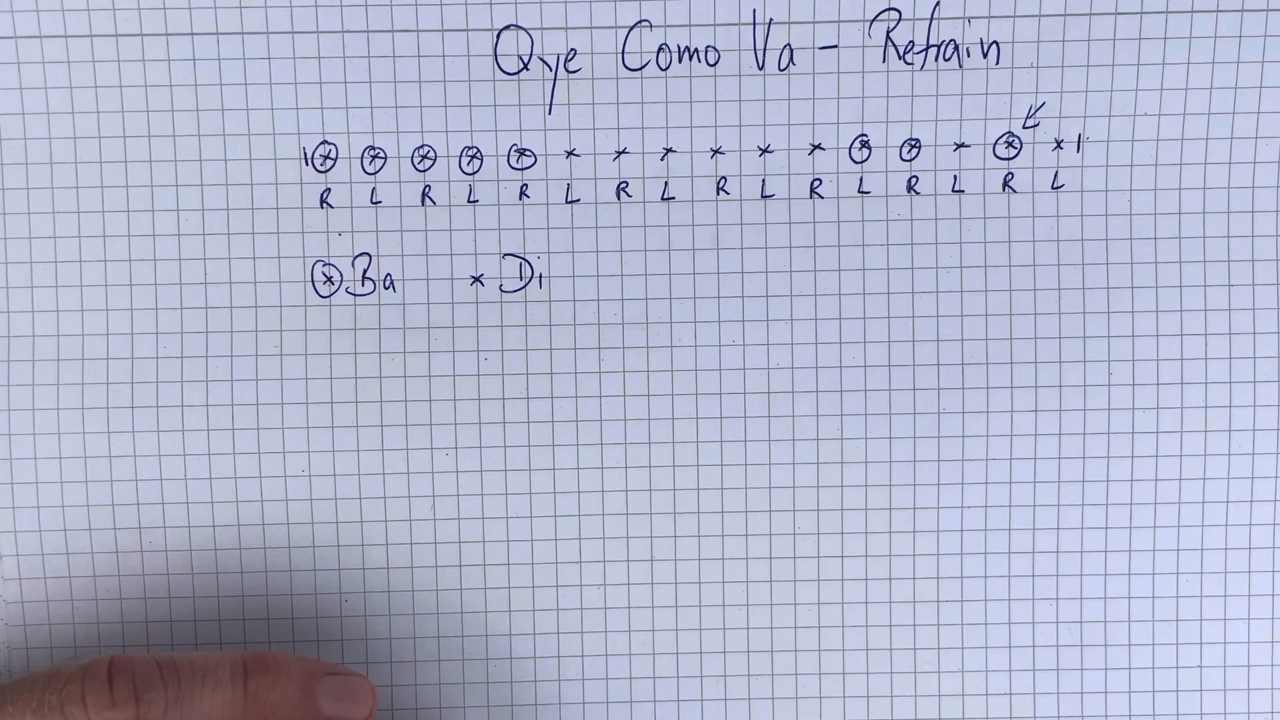 Oye Como Va - Refrain
|ⓧ ⓧ ⓧ ⓧ ⓧ x x x x x x ⓧ ⓧ x ⓧ x|
R L R L R L R L R L R L R L R L
ⓧ Ba x Di